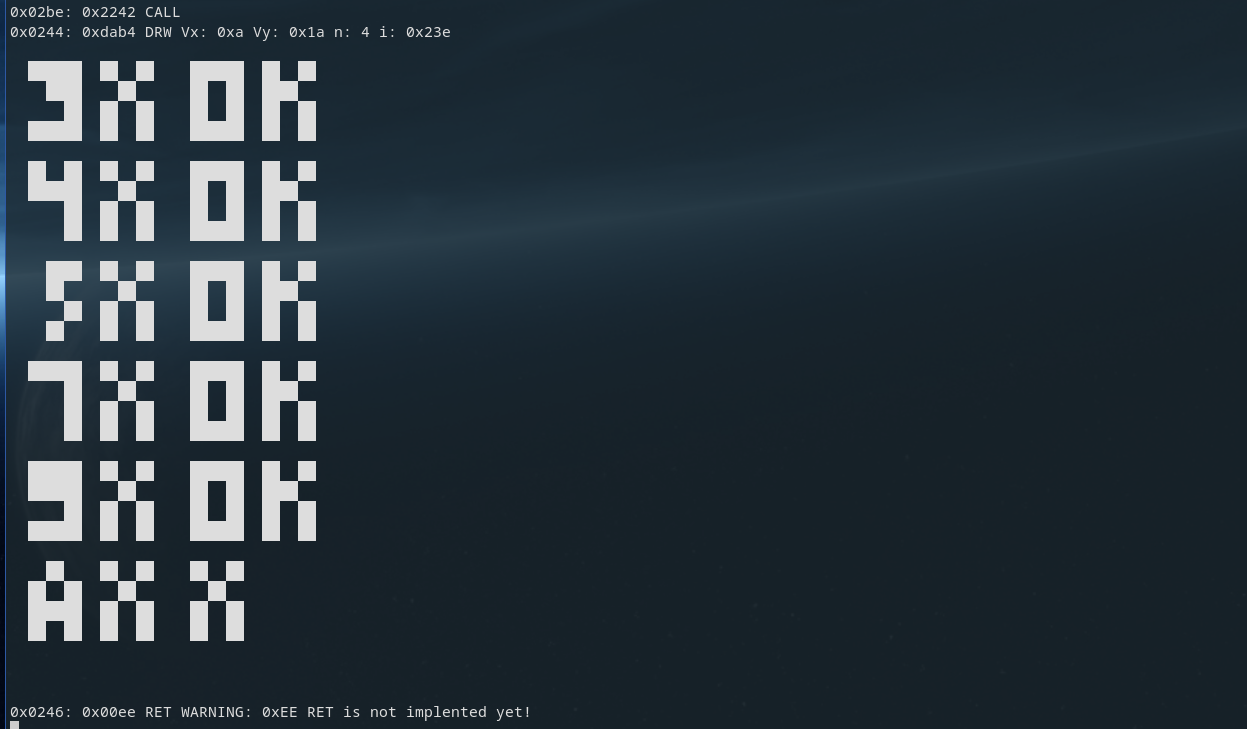 0x02be: 0x2242 CALL
0x0244: 0xdab4 DRW Vx: 0xa Vy: 0x1a n: 4 i: 0x23e
3X OK
4X OK
5X OK
7X OK
9X OK
AX X
0x0246: 0x00ee RET WARNING: 0xEE RET is not implented yet!